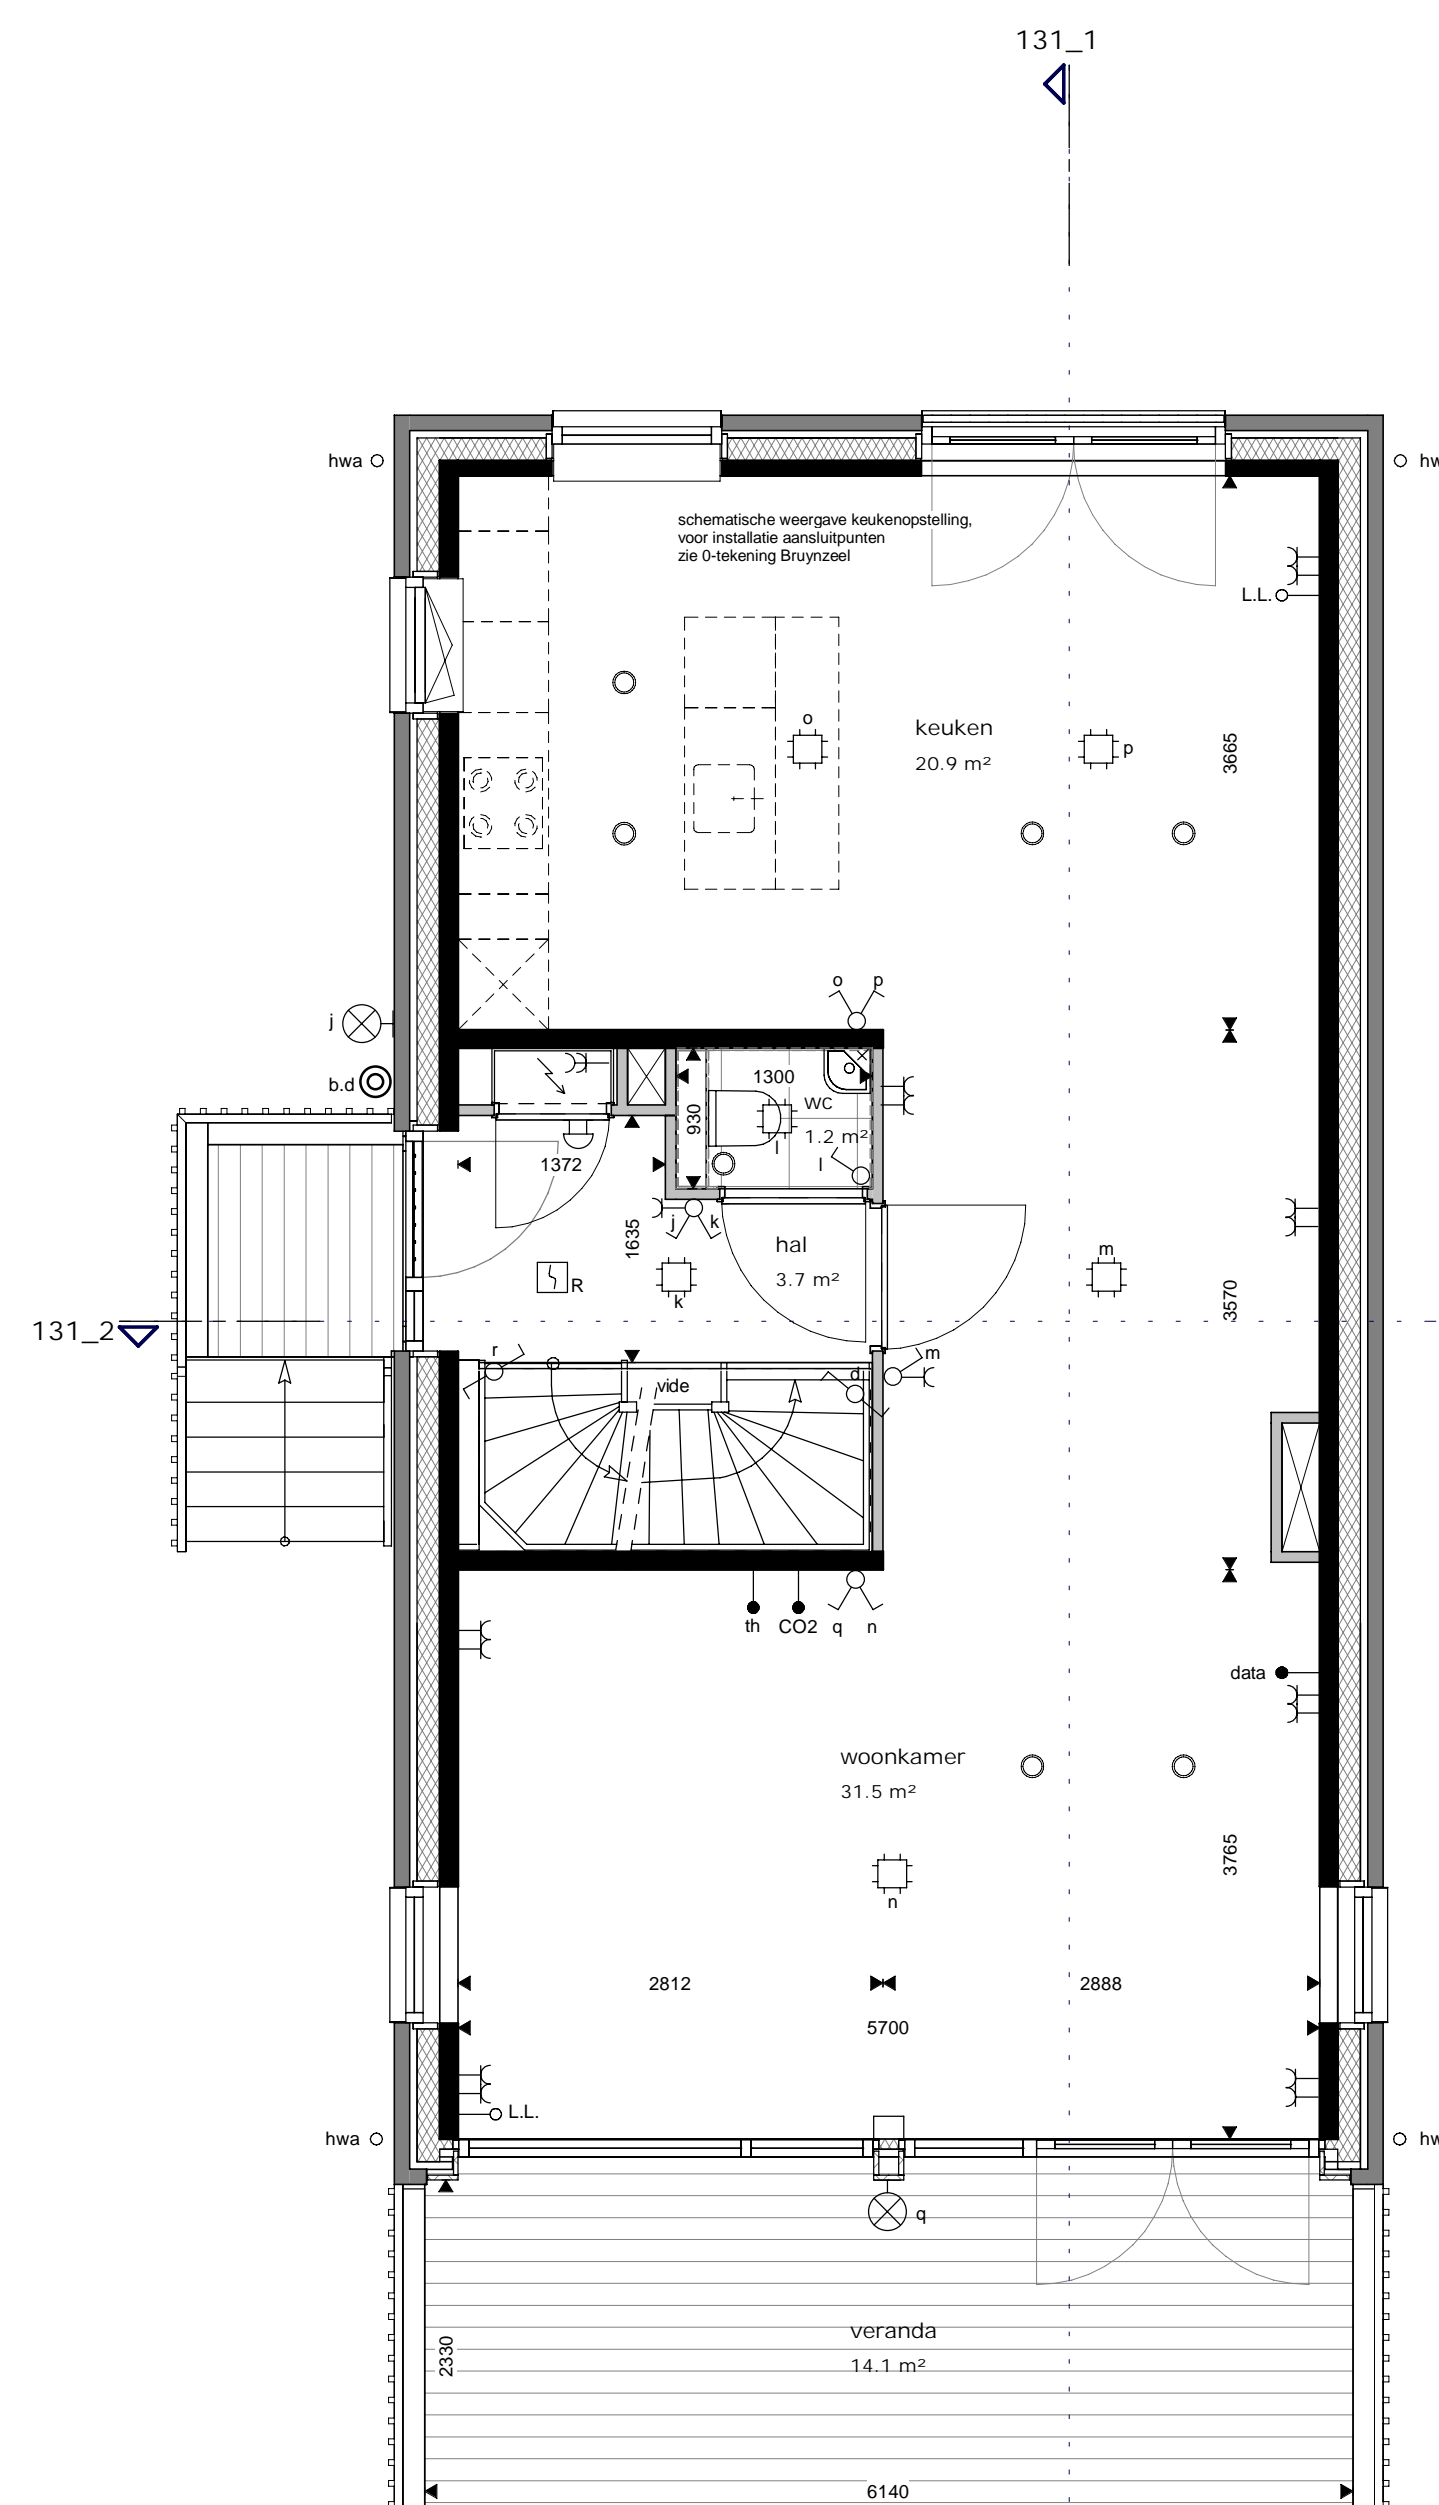 131_1
hwa
hw
schematische weergave keukenopstelling,
voor installatie aansluitpunten
zie 0-tekening Bruynzeel
L.L.
o
keuken
20.9 m²
p
3665
o p
j
b.d
1300
wc
930
1.2 m²
l
l
1372
j k
1635
hal
3.7 m²
m
R
k
3570
131_2
r
vide
d
m
th
CO2
q
n
data
woonkamer
31.5 m²
3765
n
2812
2888
5700
L.L.
hwa
hw
q
veranda
14.1 m²
2330
6140